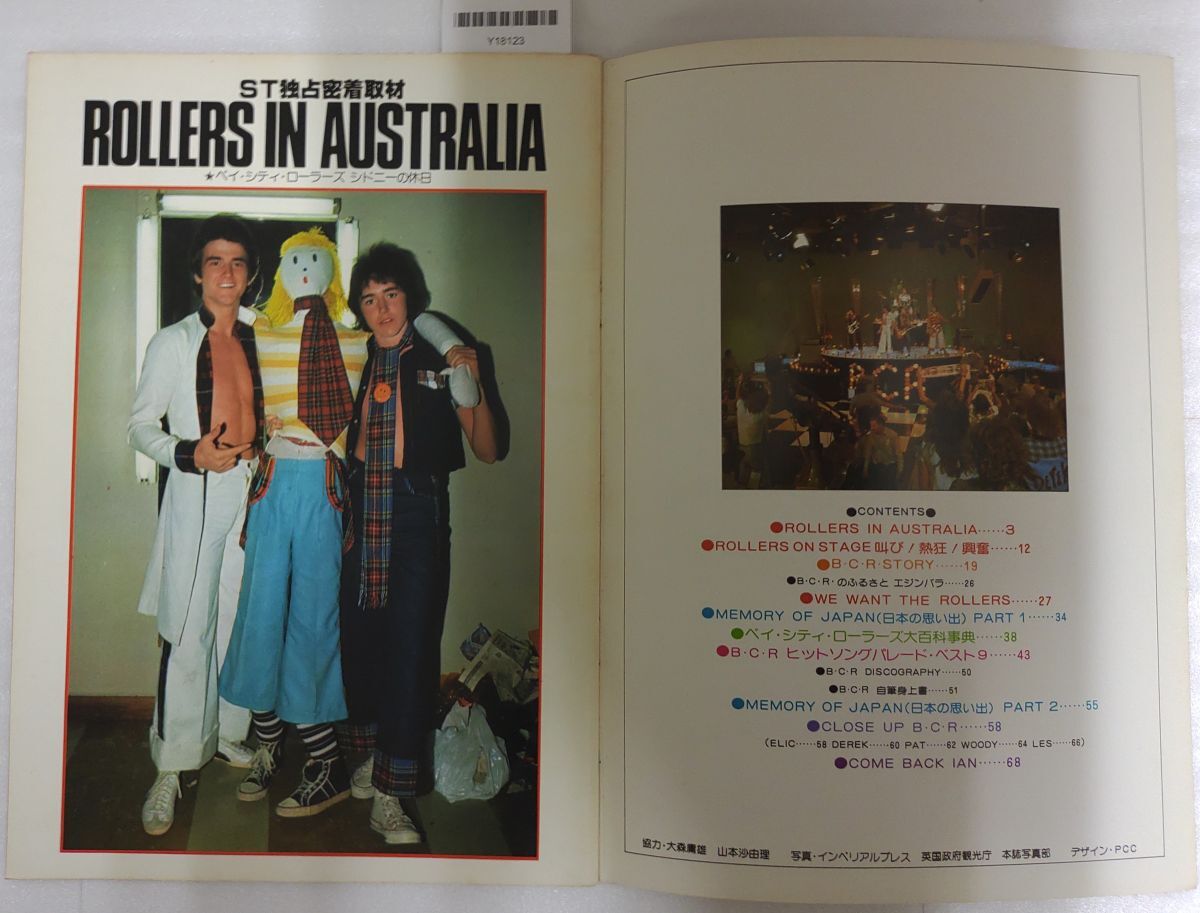 Y18123
ST独占密着取材
ROLLERS IN AUSTRALIA
★ベイ・シティ・ローラーズ シドニーの休日
BCR
PETER
●CONTENTS●
●ROLLERS IN AUSTRALIA……3
●ROLLERS ON STAGE 叫び！熱狂！興奮……12
●B・C・R・STORY……19
●B・C・R・のふるさと エジンバラ……26
●WE WANT THE ROLLERS……27
●MEMORY OF JAPAN(日本の思い出) PART 1……34
●ベイ・シティ・ローラーズ大百科事典……38
●B・C・R ヒットソングパレード・ベスト9……43
●B・C・R DISCOGRAPHY……50
●B・C・R 自筆身上書……51
●MEMORY OF JAPAN(日本の思い出) PART 2……55
●CLOSE UP B・C・R……58
(ELIC……58 DEREK……60 PAT……62 WOODY……64 LES……66)
●COME BACK IAN……68
協力・大森庸雄 山本沙由理 写真・インペリアルプレス 英国政府観光庁 本誌写真部 デザイン・PCC